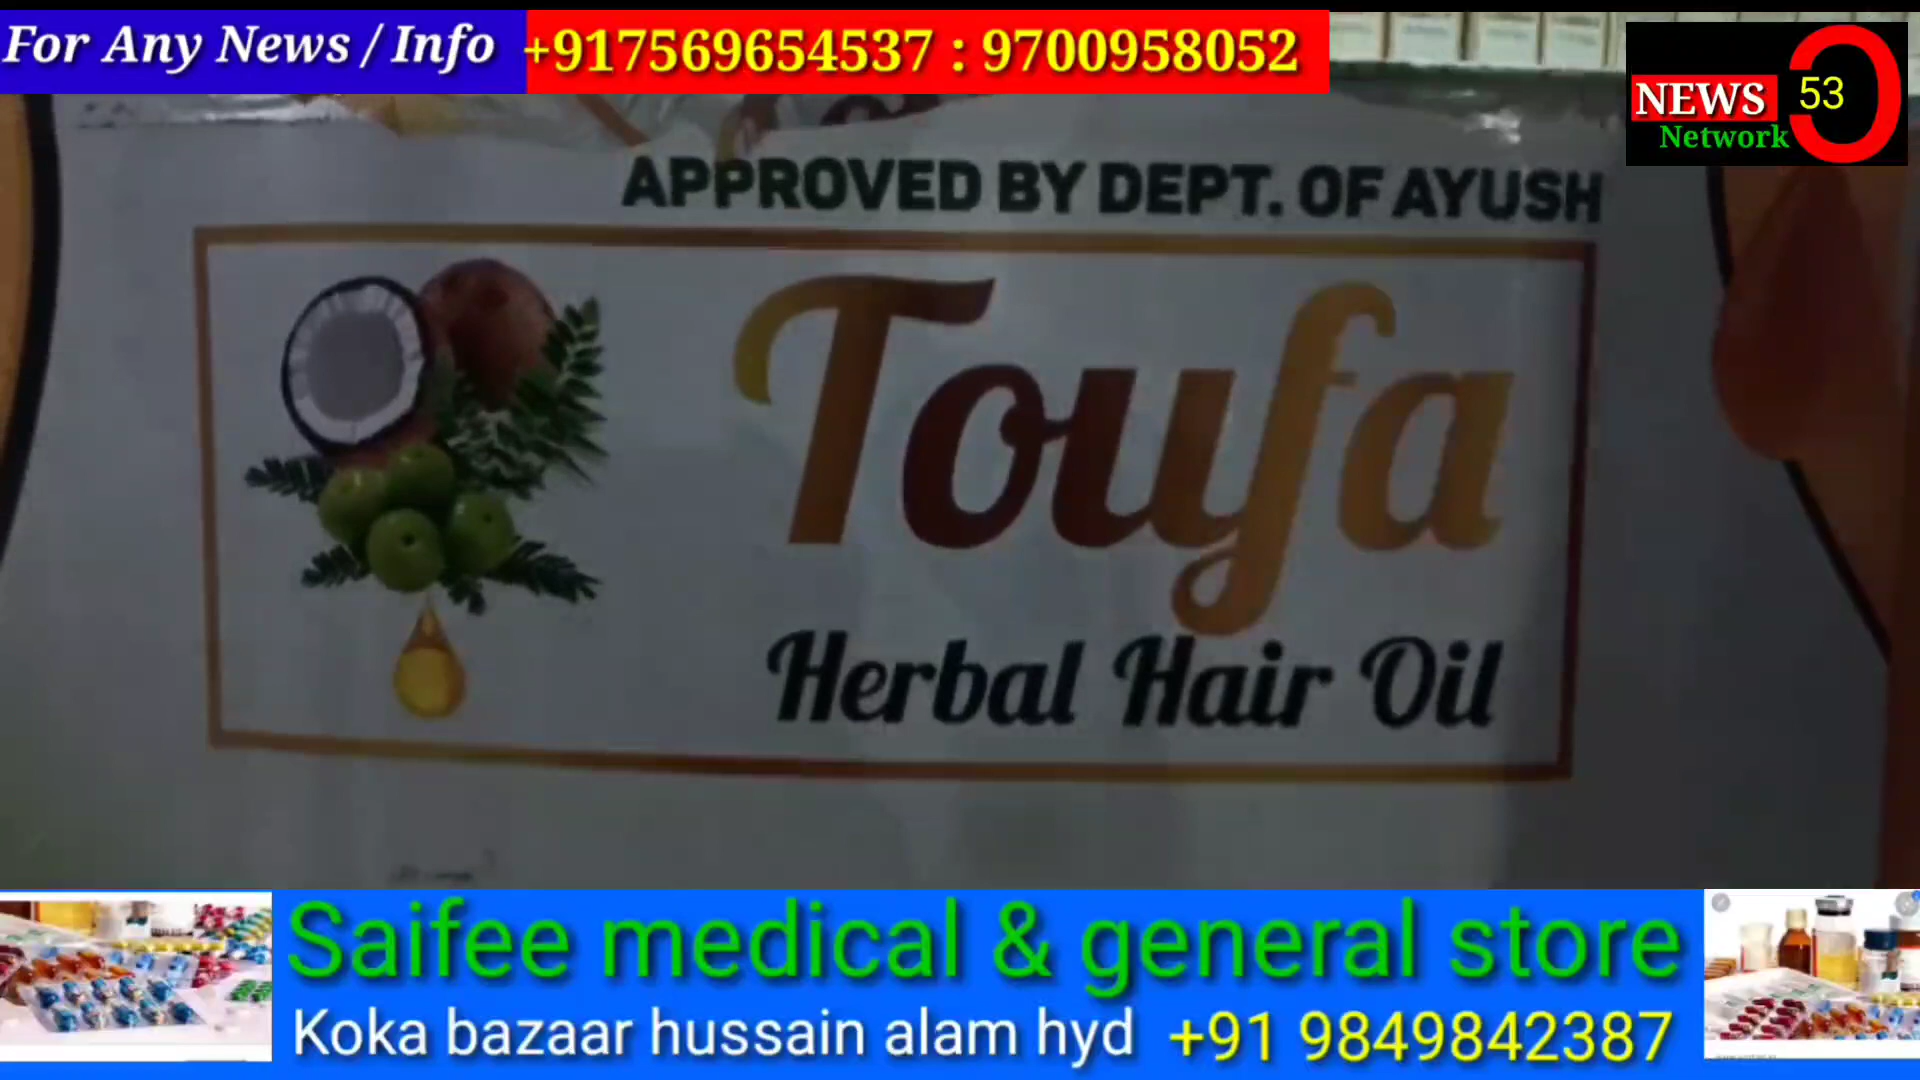 For Any News / Info +917569654537 : 9700958052
NEWS 53
Network
APPROVED BY DEPT. OF AYUSH
Toufa
Herbal Hair Oil
Saifee medical & general store
Koka bazaar hussain alam hyd +91 9849842387